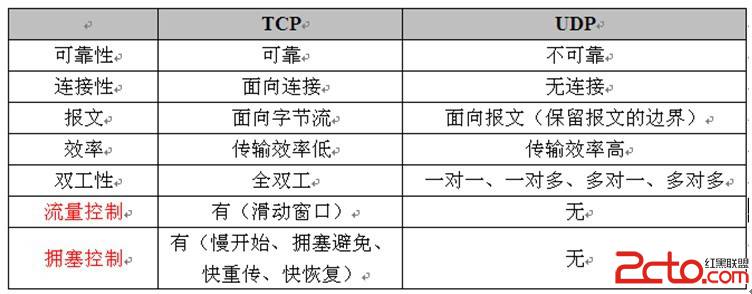 TCP UDP
可靠性 可靠 不可靠
连接性 面向连接 无连接
报文 面向字节流 面向报文（保留报文的边界）
效率 传输效率低 传输效率高
双工性 全双工 一对一、一对多、多对一、多对多
流量控制 有（滑动窗口） 无
拥塞控制 有（慢开始、拥塞避免、 无
快重传、快恢复）
2cto.com
红黑联盟